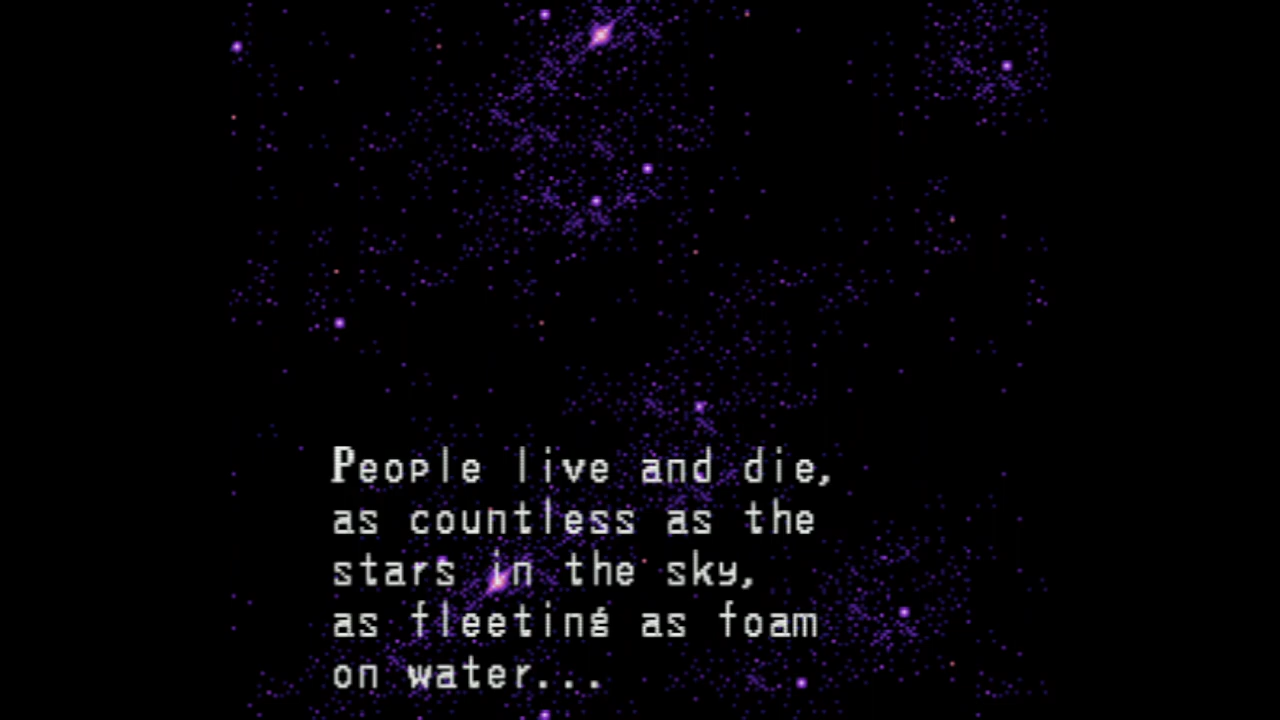 People live and die,
as countless as the
stars in the sky,
as fleeting as foam
on water...